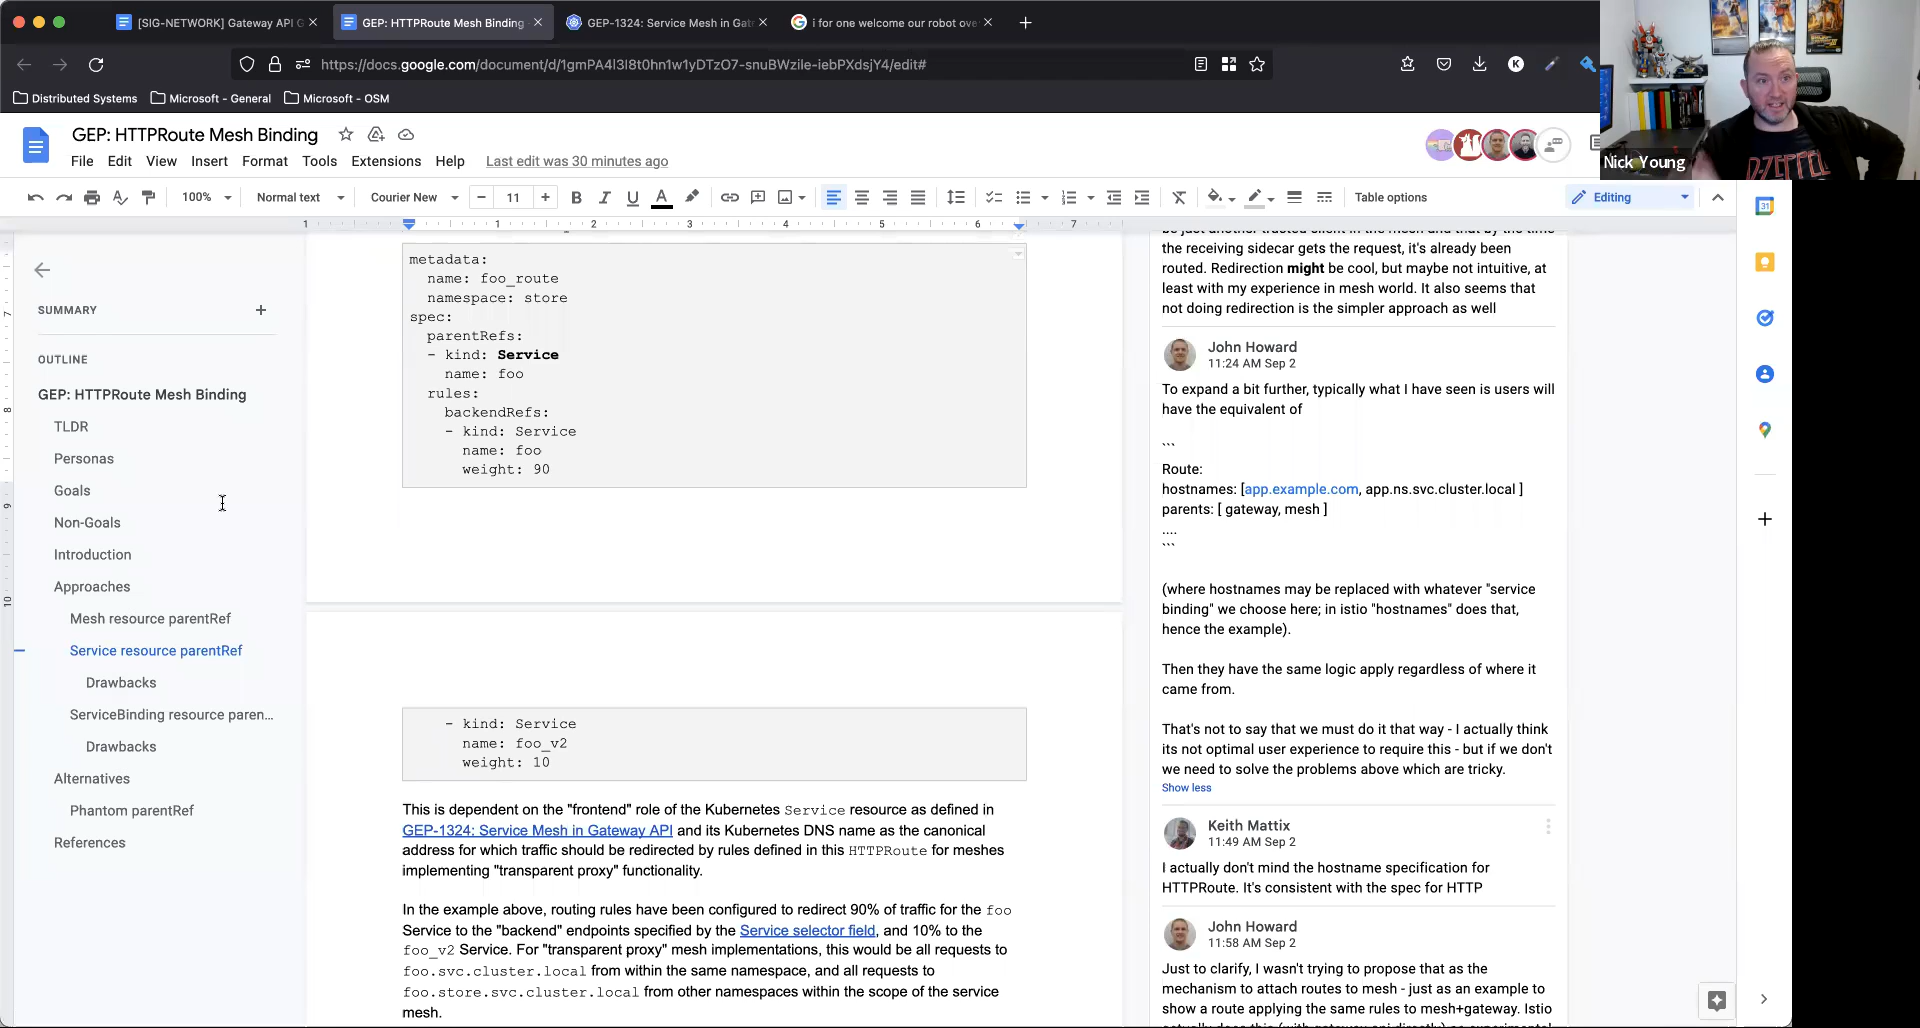 [SIG-NETWORK] Gateway API G
GEP: HTTPRoute Mesh Binding
GEP-1324: Service Mesh in Gat
i for one welcome our robot ove
https://docs.google.com/document/d/1gmPA4I3I8t0hn1w1yDTzO7-snuBWzile-iebPXdsjY4/edit#
Distributed Systems
Microsoft - General
Microsoft - OSM
GEP: HTTPRoute Mesh Binding
File Edit View Insert Format Tools Extensions Help Last edit was 30 minutes ago
Nick Young
100% Normal text Courier New 11 Table options Editing
SUMMARY
OUTLINE
GEP: HTTPRoute Mesh Binding
TLDR
Personas
Goals
Non-Goals
Introduction
Approaches
Mesh resource parentRef
Service resource parentRef
Drawbacks
ServiceBinding resource paren...
Drawbacks
Alternatives
Phantom parentRef
References
metadata:
name: foo_route
namespace: store
spec:
parentRefs:
- kind: Service
name: foo
rules:
backendRefs:
- kind: Service
name: foo
weight: 90
- kind: Service
name: foo_v2
weight: 10
This is dependent on the "frontend" role of the Kubernetes Service resource as defined in
GEP-1324: Service Mesh in Gateway API and its Kubernetes DNS name as the canonical
address for which traffic should be redirected by rules defined in this HTTPRoute for meshes
implementing "transparent proxy" functionality.
In the example above, routing rules have been configured to redirect 90% of traffic for the foo
Service to the "backend" endpoints specified by the Service selector field, and 10% to the
foo_v2 Service. For "transparent proxy" mesh implementations, this would be all requests to
foo.svc.cluster.local from within the same namespace, and all requests to
foo.store.svc.cluster.local from other namespaces within the scope of the service
mesh.
be just another trusted client in the mesh and that by the time
the receiving sidecar gets the request, it's already been
routed. Redirection might be cool, but maybe not intuitive, at
least with my experience in mesh world. It also seems that
not doing redirection is the simpler approach as well
John Howard
11:24 AM Sep 2
To expand a bit further, typically what I have seen is users will
have the equivalent of
```
Route:
hostnames: [app.example.com, app.ns.svc.cluster.local ]
parents: [ gateway, mesh ]
....
```
(where hostnames may be replaced with whatever "service
binding" we choose here; in istio "hostnames" does that,
hence the example).
Then they have the same logic apply regardless of where it
came from.
That's not to say that we must do it that way - I actually think
its not optimal user experience to require this - but if we don't
we need to solve the problems above which are tricky.
Show less
Keith Mattix
11:49 AM Sep 2
I actually don't mind the hostname specification for
HTTPRoute. It's consistent with the spec for HTTP
John Howard
11:58 AM Sep 2
Just to clarify, I wasn't trying to propose that as the
mechanism to attach routes to mesh - just as an example to
show a route applying the same rules to mesh+gateway. Istio